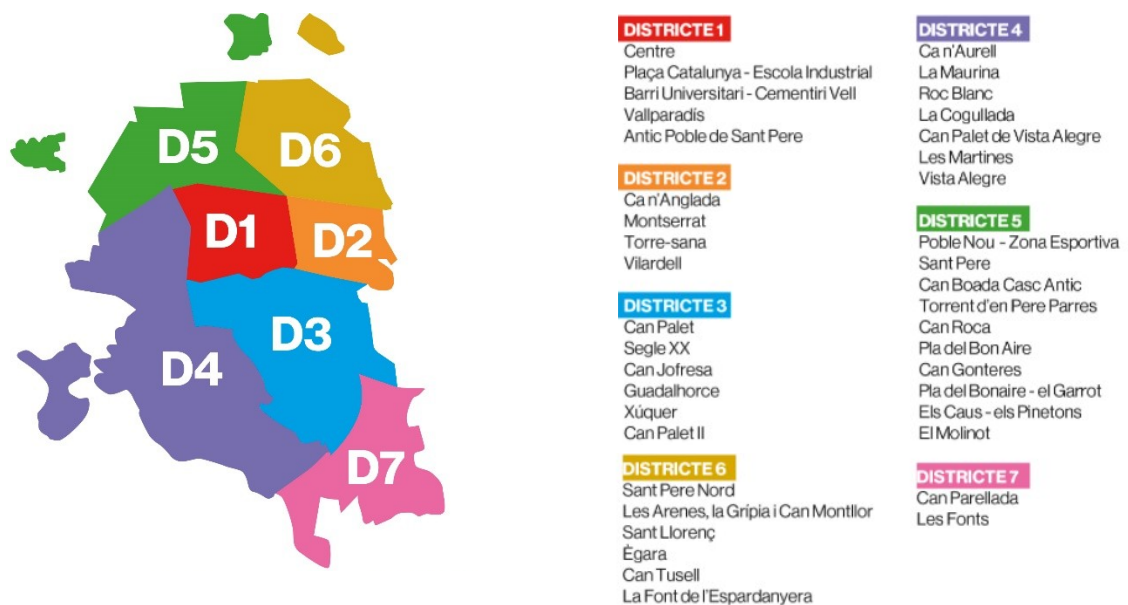 D5
D6
D1
D2
D3
D4
D7
DISTRICTE 1
Centre
Plaça Catalunya - Escola Industrial
Barri Universitari - Cementiri Vell
Vallparadís
Antic Poble de Sant Pere
DISTRICTE 2
Ca n'Anglada
Montserrat
Torre-sana
Vilardell
DISTRICTE 3
Can Palet
Segle XX
Can Jofresa
Guadalhorce
Xúquer
Can Palet II
DISTRICTE 6
Sant Pere Nord
Les Arenes, la Grípia i Can Montllor
Sant Llorenç
Ègara
Can Tusell
La Font de l'Espardanyera
DISTRICTE 4
Ca n'Aurell
La Maurina
Roc Blanc
La Cogullada
Can Palet de Vista Alegre
Les Martines
Vista Alegre
DISTRICTE 5
Poble Nou - Zona Esportiva
Sant Pere
Can Boada Casc Antic
Torrent d'en Pere Parres
Can Roca
Pla del Bon Aire
Can Gonteres
Pla del Bonaire - el Garrot
Els Caus - els Pinetons
El Molinot
DISTRICTE 7
Can Parellada
Les Fonts